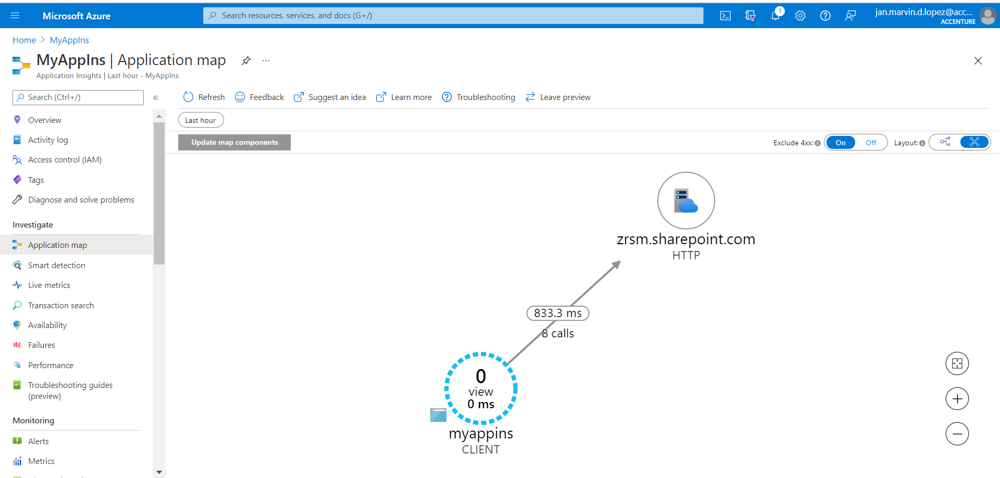 Microsoft Azure
Search resources, services, and docs (G+/)
1
jan.marvin.d.lopez@acc...
ACCENTURE
Home > MyAppIns
MyAppIns | Application map
Application Insights | Last hour - MyAppIns
Search (Ctrl+/)
Refresh
Feedback
Suggest an idea
Learn more
Troubleshooting
Leave preview
Overview
Activity log
Access control (IAM)
Tags
Diagnose and solve problems
Investigate
Application map
Smart detection
Live metrics
Transaction search
Availability
Failures
Performance
Troubleshooting guides
(preview)
Monitoring
Alerts
Metrics
Last hour
Update map components
Exclude 4xx:
On
Off
Layout:
zrsm.sharepoint.com
HTTP
833.3 ms
8 calls
0
view
0 ms
myappins
CLIENT